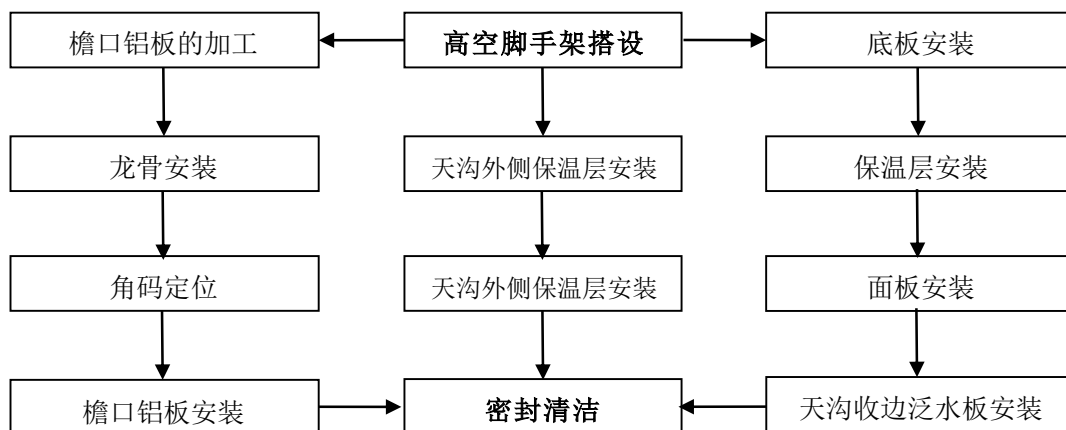 檐口铝板的加工
高空脚手架搭设
底板安装
龙骨安装
天沟外侧保温层安装
保温层安装
角码定位
天沟外侧保温层安装
面板安装
檐口铝板安装
密封清洁
天沟收边泛水板安装